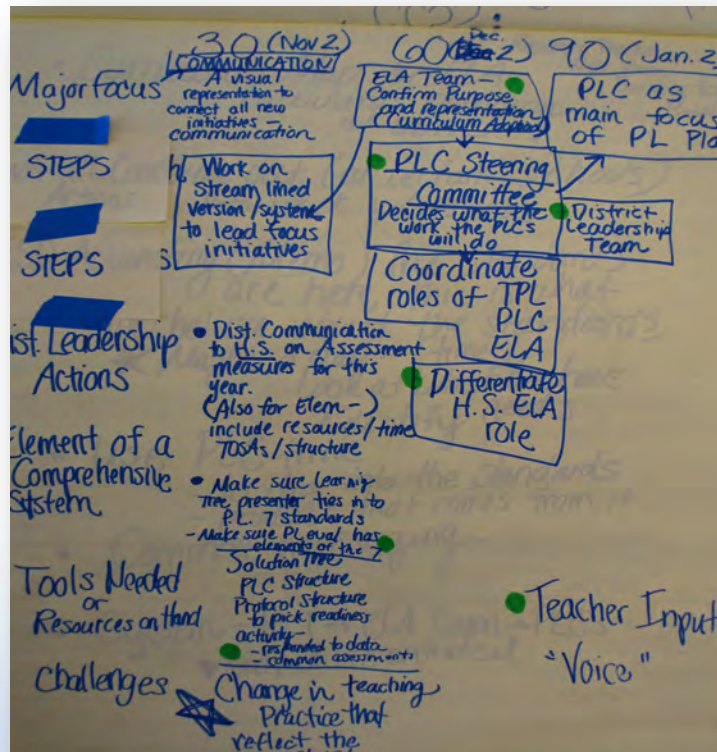 30 (Nov 2)
60 (Dec. 2)
90 (Jan. 2)
Major Focus
COMMUNICATION
A visual
representation to
connect all new
initiatives —
communication
ELA Team —
Confirm Purpose
and representation
Curriculum Adoption
PLC as
main focus
of PL Pla
STEPS
Work on
stream lined
version/system
to lead focus
initiatives
PLC Steering
Committee
Decides what the
work the PLCs
will do
District
Leadership
Team
STEPS
Coordinate
roles of TPL
PLC
ELA
ist. Leadership
Actions
• Dist. Communication
to H.S. on Assessment
measures for this
year.
(Also for Elem -)
include resources/time
TOSAs/structure
Differentiate
H.S. ELA
role
Element of a
Comprehensive
System
• Make sure Learning
Tree presenter ties in to
P.L. 7 Standards
- Make sure PL eval has
elements of the 7
Tools Needed
or
Resources on Hand
Solution Tree
PLC Structure
Protocol Structure
to pick readiness
activity -
- responded to data
- common assessments
Teacher Input
"Voice"
Challenges
Change in teaching
Practice that
reflect the